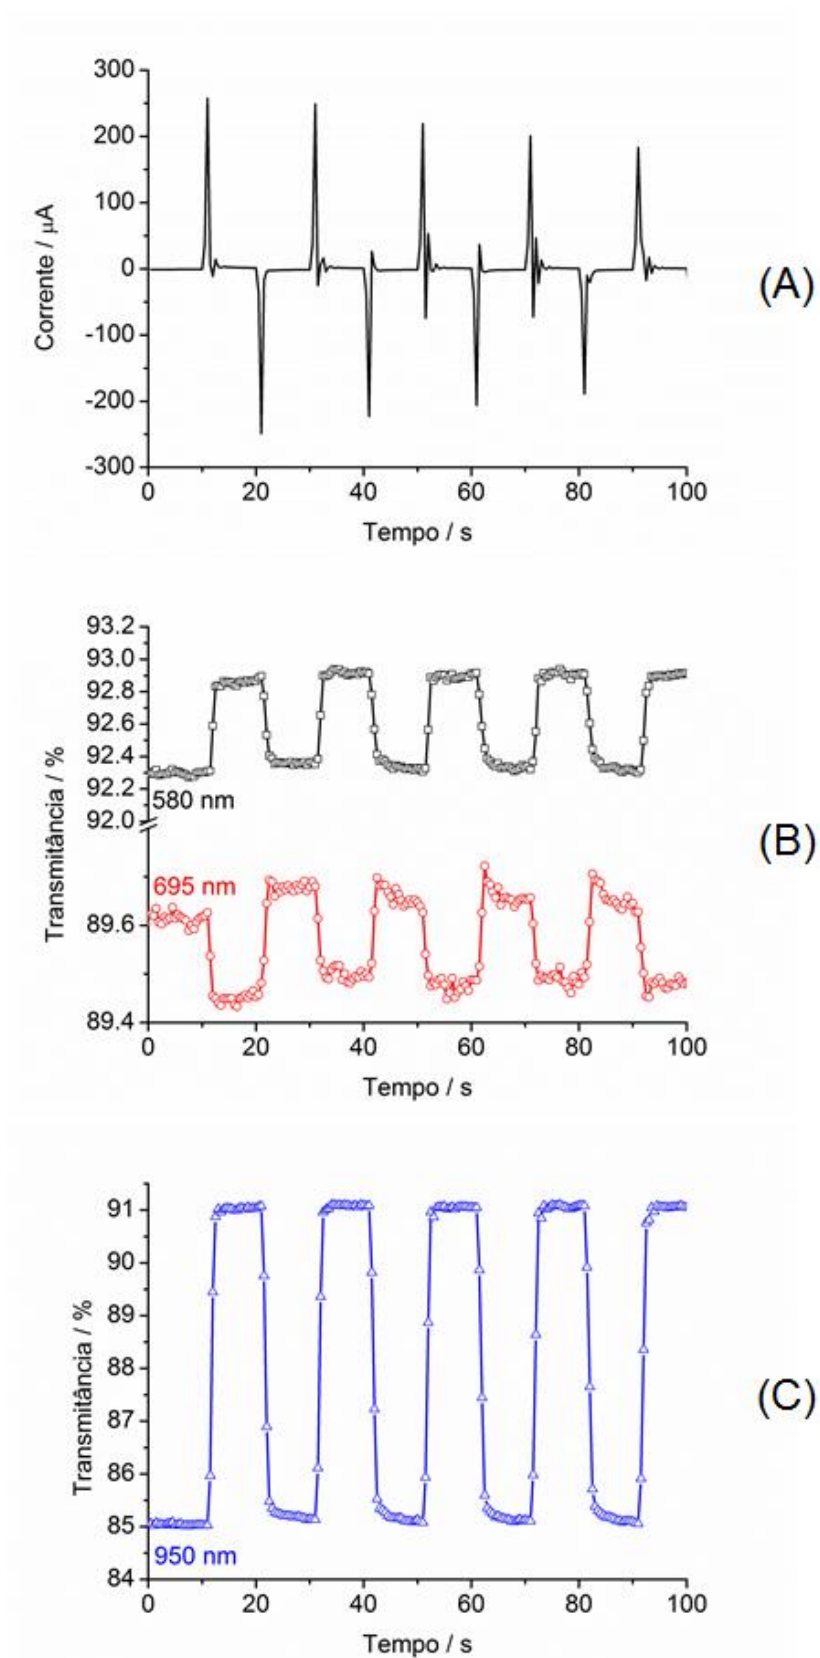 300
200
100
0
-100
-200
-300
Corrente / μA
0 20 40 60 80 100
Tempo / s
(A)
93.2
93.0
92.8
92.6
92.4
92.2
92.0
580 nm
695 nm
89.6
89.4
Transmitância / %
0 20 40 60 80 100
Tempo / s
(B)
91
90
89
88
87
86
85
84
950 nm
Transmitância / %
0 20 40 60 80 100
Tempo / s
(C)